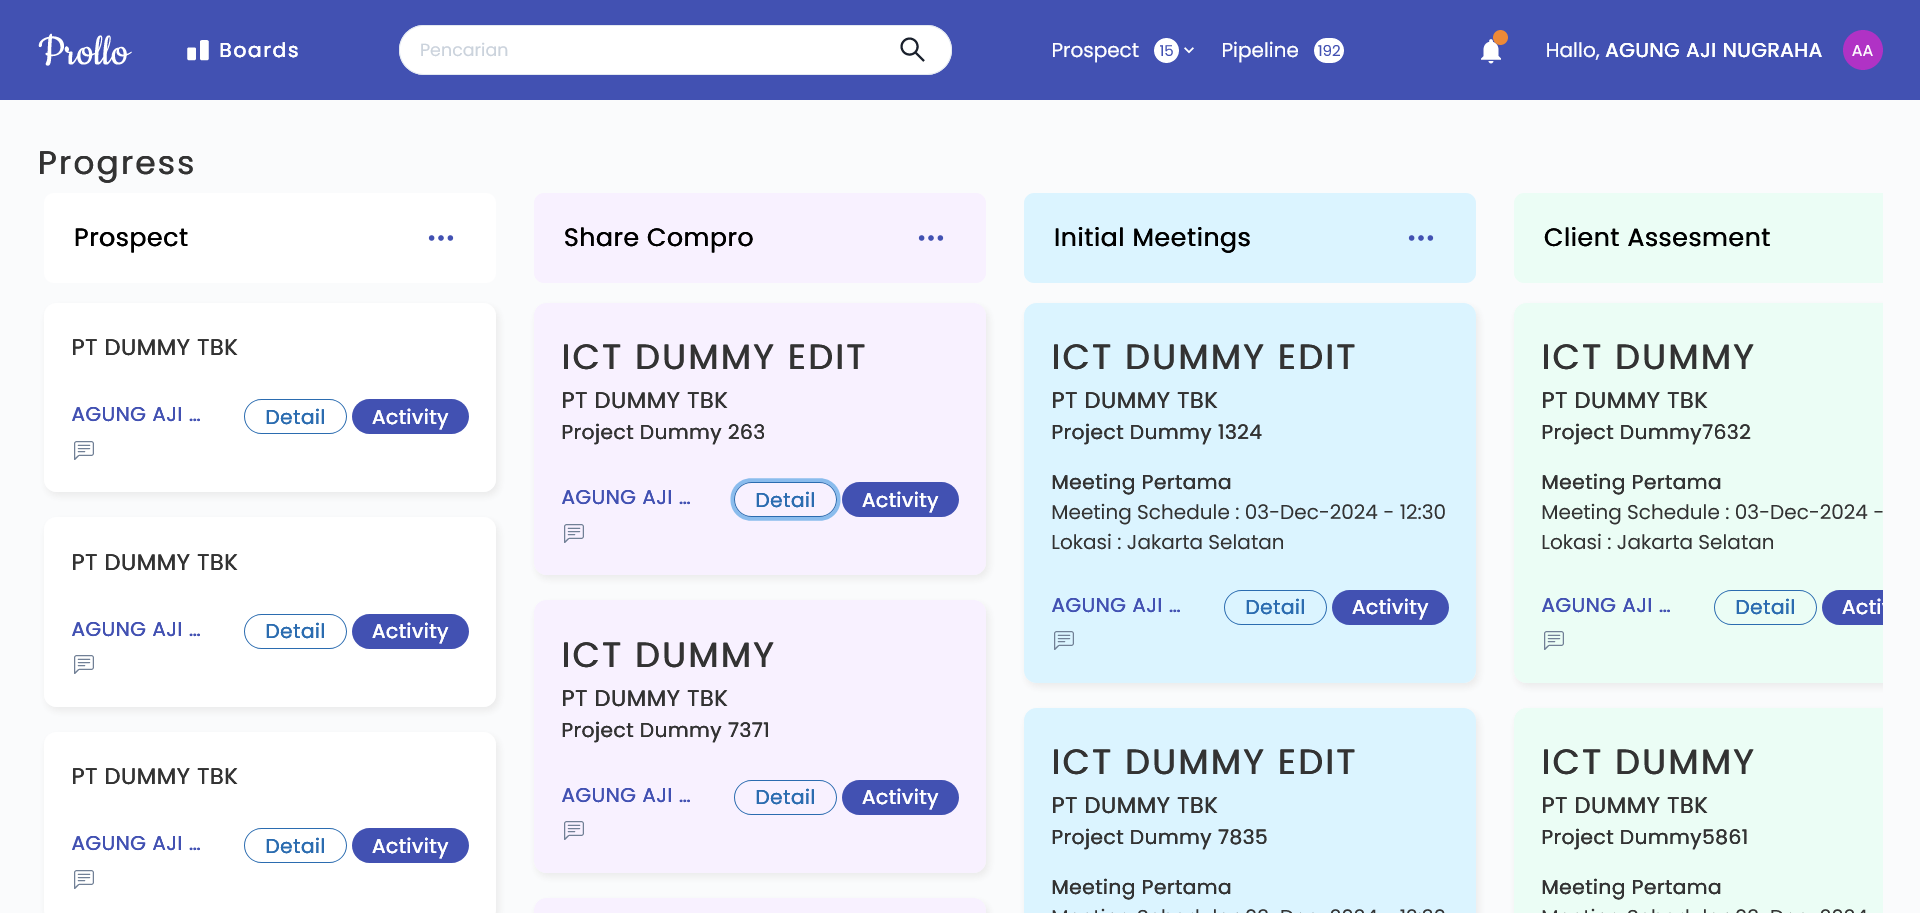 Prollo
Boards
Pencarian
Prospect 15
Pipeline 192
Hallo, AGUNG AJI NUGRAHA
AA
Progress
Prospect
PT DUMMY TBK
AGUNG AJI ...
Detail
Activity
PT DUMMY TBK
AGUNG AJI ...
Detail
Activity
PT DUMMY TBK
AGUNG AJI ...
Detail
Activity
Share Compro
ICT DUMMY EDIT
PT DUMMY TBK
Project Dummy 263
AGUNG AJI ...
Detail
Activity
ICT DUMMY
PT DUMMY TBK
Project Dummy 7371
AGUNG AJI ...
Detail
Activity
Initial Meetings
ICT DUMMY EDIT
PT DUMMY TBK
Project Dummy 1324
Meeting Pertama
Meeting Schedule : 03-Dec-2024 - 12:30
Lokasi : Jakarta Selatan
AGUNG AJI ...
Detail
Activity
ICT DUMMY EDIT
PT DUMMY TBK
Project Dummy 7835
Meeting Pertama
Client Assesment
ICT DUMMY
PT DUMMY TBK
Project Dummy7632
Meeting Pertama
Meeting Schedule : 03-Dec-2024 -
Lokasi : Jakarta Selatan
AGUNG AJI ...
Detail
Acti
ICT DUMMY
PT DUMMY TBK
Project Dummy5861
Meeting Pertama